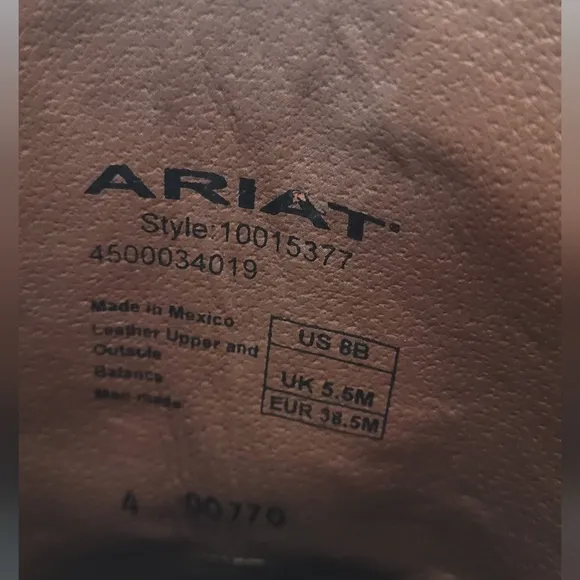 ARIAT
Style: 10015377
4500034019
Made in Mexico
Leather Upper and
Outsole
Balance
Man-made
US 8B
UK 5.5M
EUR 38.5M
A 00770